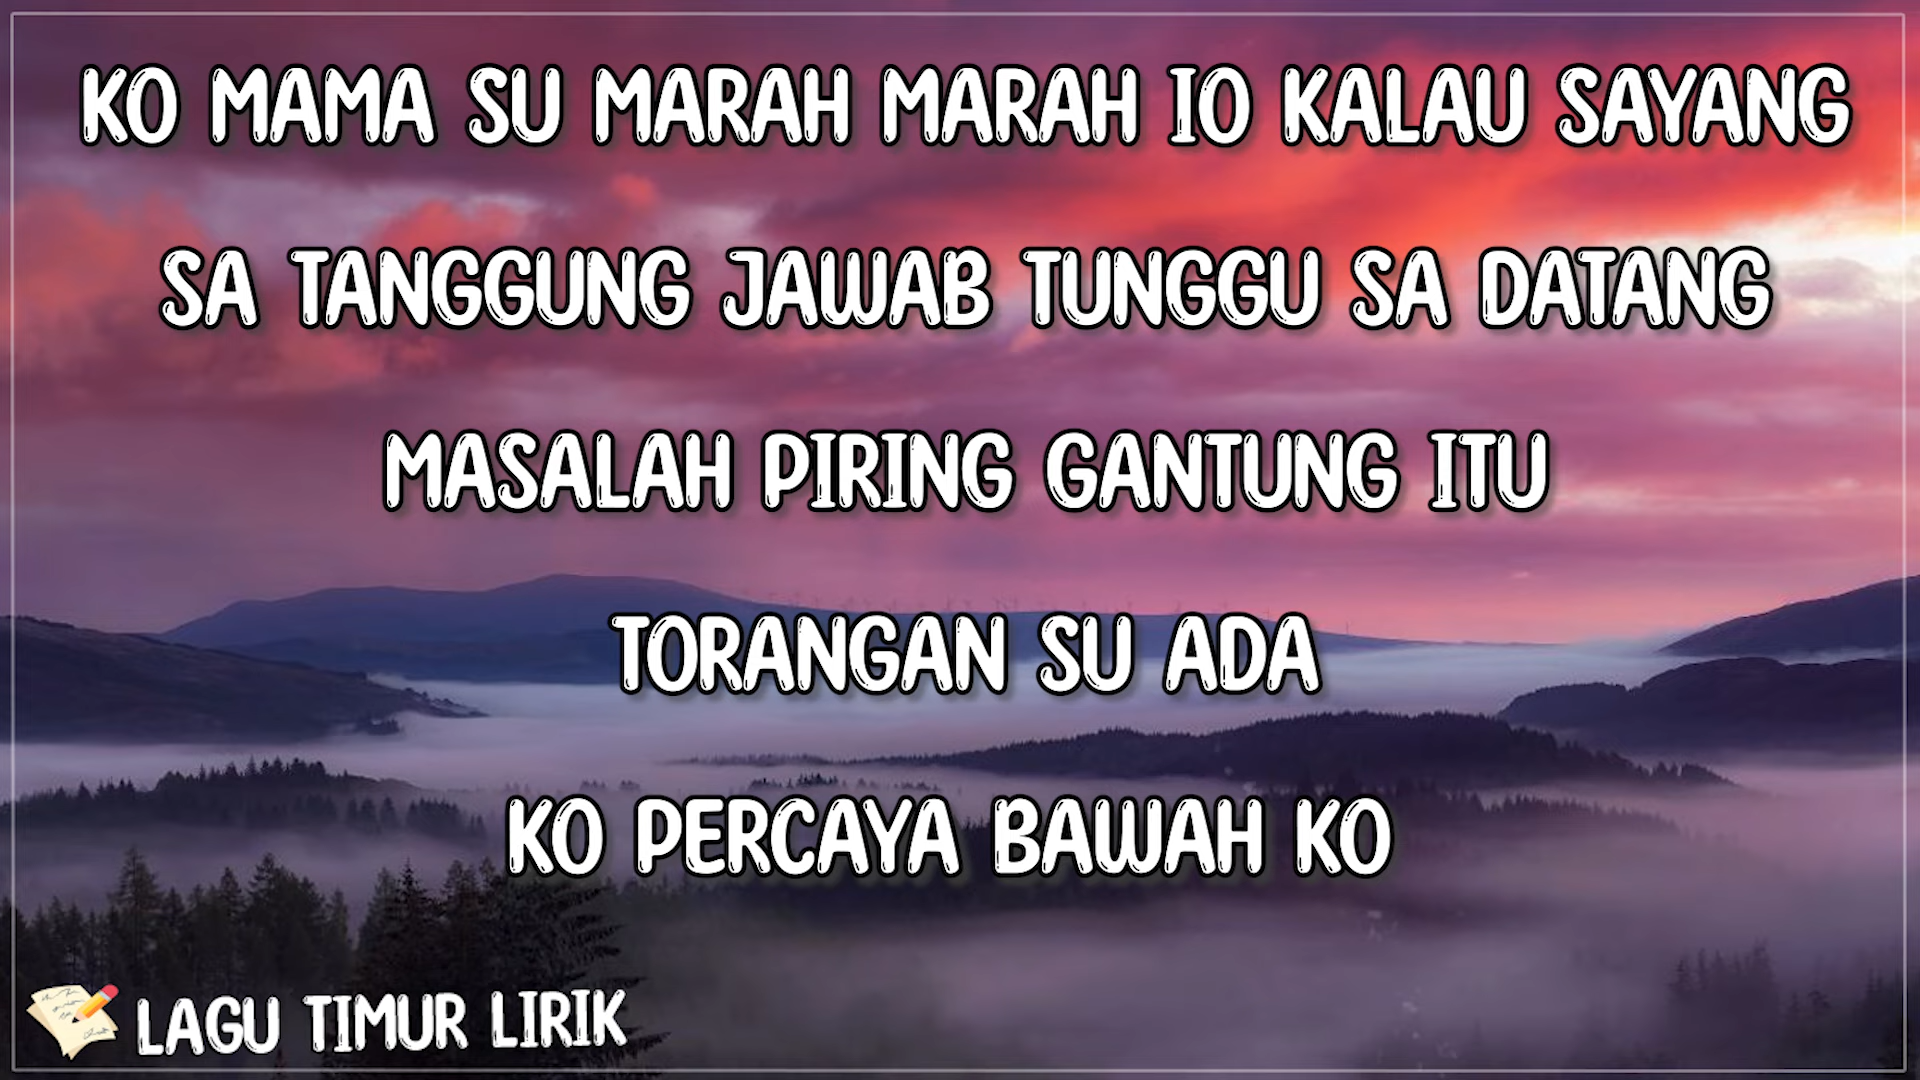 KO MAMA SU MARAH MARAH IO KALAU SAYANG
SA TANGGUNG JAWAB TUNGGU SA DATANG
MASALAH PIRING GANTUNG ITU
TORANGAN SU ADA
KO PERCAYA BAWAH KO
LAGU TIMUR LIRIK